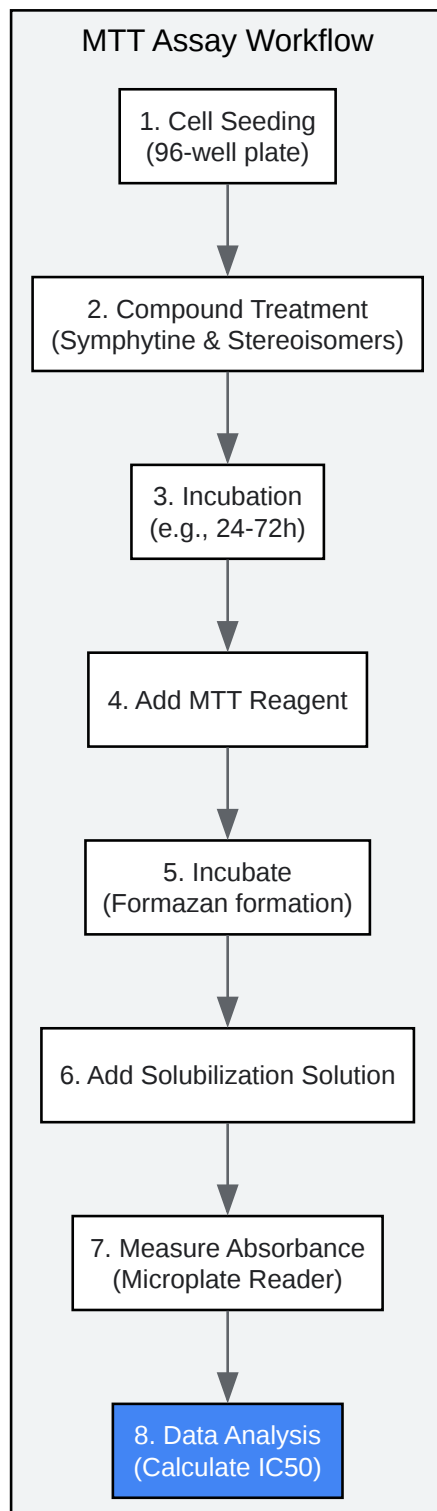 MTT Assay Workflow
1. Cell Seeding
(96-well plate)
2. Compound Treatment
(Symphytine & Stereoisomers)
3. Incubation
(e.g., 24-72h)
4. Add MTT Reagent
5. Incubate
(Formazan formation)
6. Add Solubilization Solution
7. Measure Absorbance
(Microplate Reader)
8. Data Analysis
(Calculate IC50)